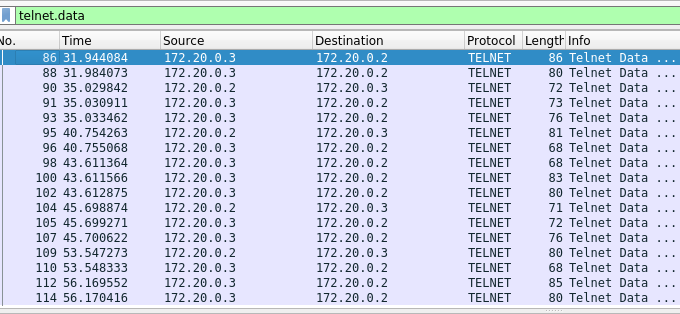 telnet.data
No. Time Source Destination Protocol Length Info
86 31.944084 172.20.0.3 172.20.0.2 TELNET 86 Telnet Data ...
88 31.984073 172.20.0.3 172.20.0.2 TELNET 80 Telnet Data ...
90 35.029842 172.20.0.2 172.20.0.3 TELNET 72 Telnet Data ...
91 35.030911 172.20.0.3 172.20.0.2 TELNET 73 Telnet Data ...
93 35.033462 172.20.0.3 172.20.0.2 TELNET 76 Telnet Data ...
95 40.754263 172.20.0.2 172.20.0.3 TELNET 81 Telnet Data ...
96 40.755068 172.20.0.3 172.20.0.2 TELNET 68 Telnet Data ...
98 43.611364 172.20.0.3 172.20.0.2 TELNET 68 Telnet Data ...
100 43.611566 172.20.0.3 172.20.0.2 TELNET 83 Telnet Data ...
102 43.612875 172.20.0.3 172.20.0.2 TELNET 80 Telnet Data ...
104 45.698874 172.20.0.2 172.20.0.3 TELNET 71 Telnet Data ...
105 45.699271 172.20.0.3 172.20.0.2 TELNET 72 Telnet Data ...
107 45.700622 172.20.0.3 172.20.0.2 TELNET 76 Telnet Data ...
109 53.547273 172.20.0.2 172.20.0.3 TELNET 80 Telnet Data ...
110 53.548333 172.20.0.3 172.20.0.2 TELNET 68 Telnet Data ...
112 56.169552 172.20.0.3 172.20.0.2 TELNET 85 Telnet Data ...
114 56.170416 172.20.0.3 172.20.0.2 TELNET 80 Telnet Data ...